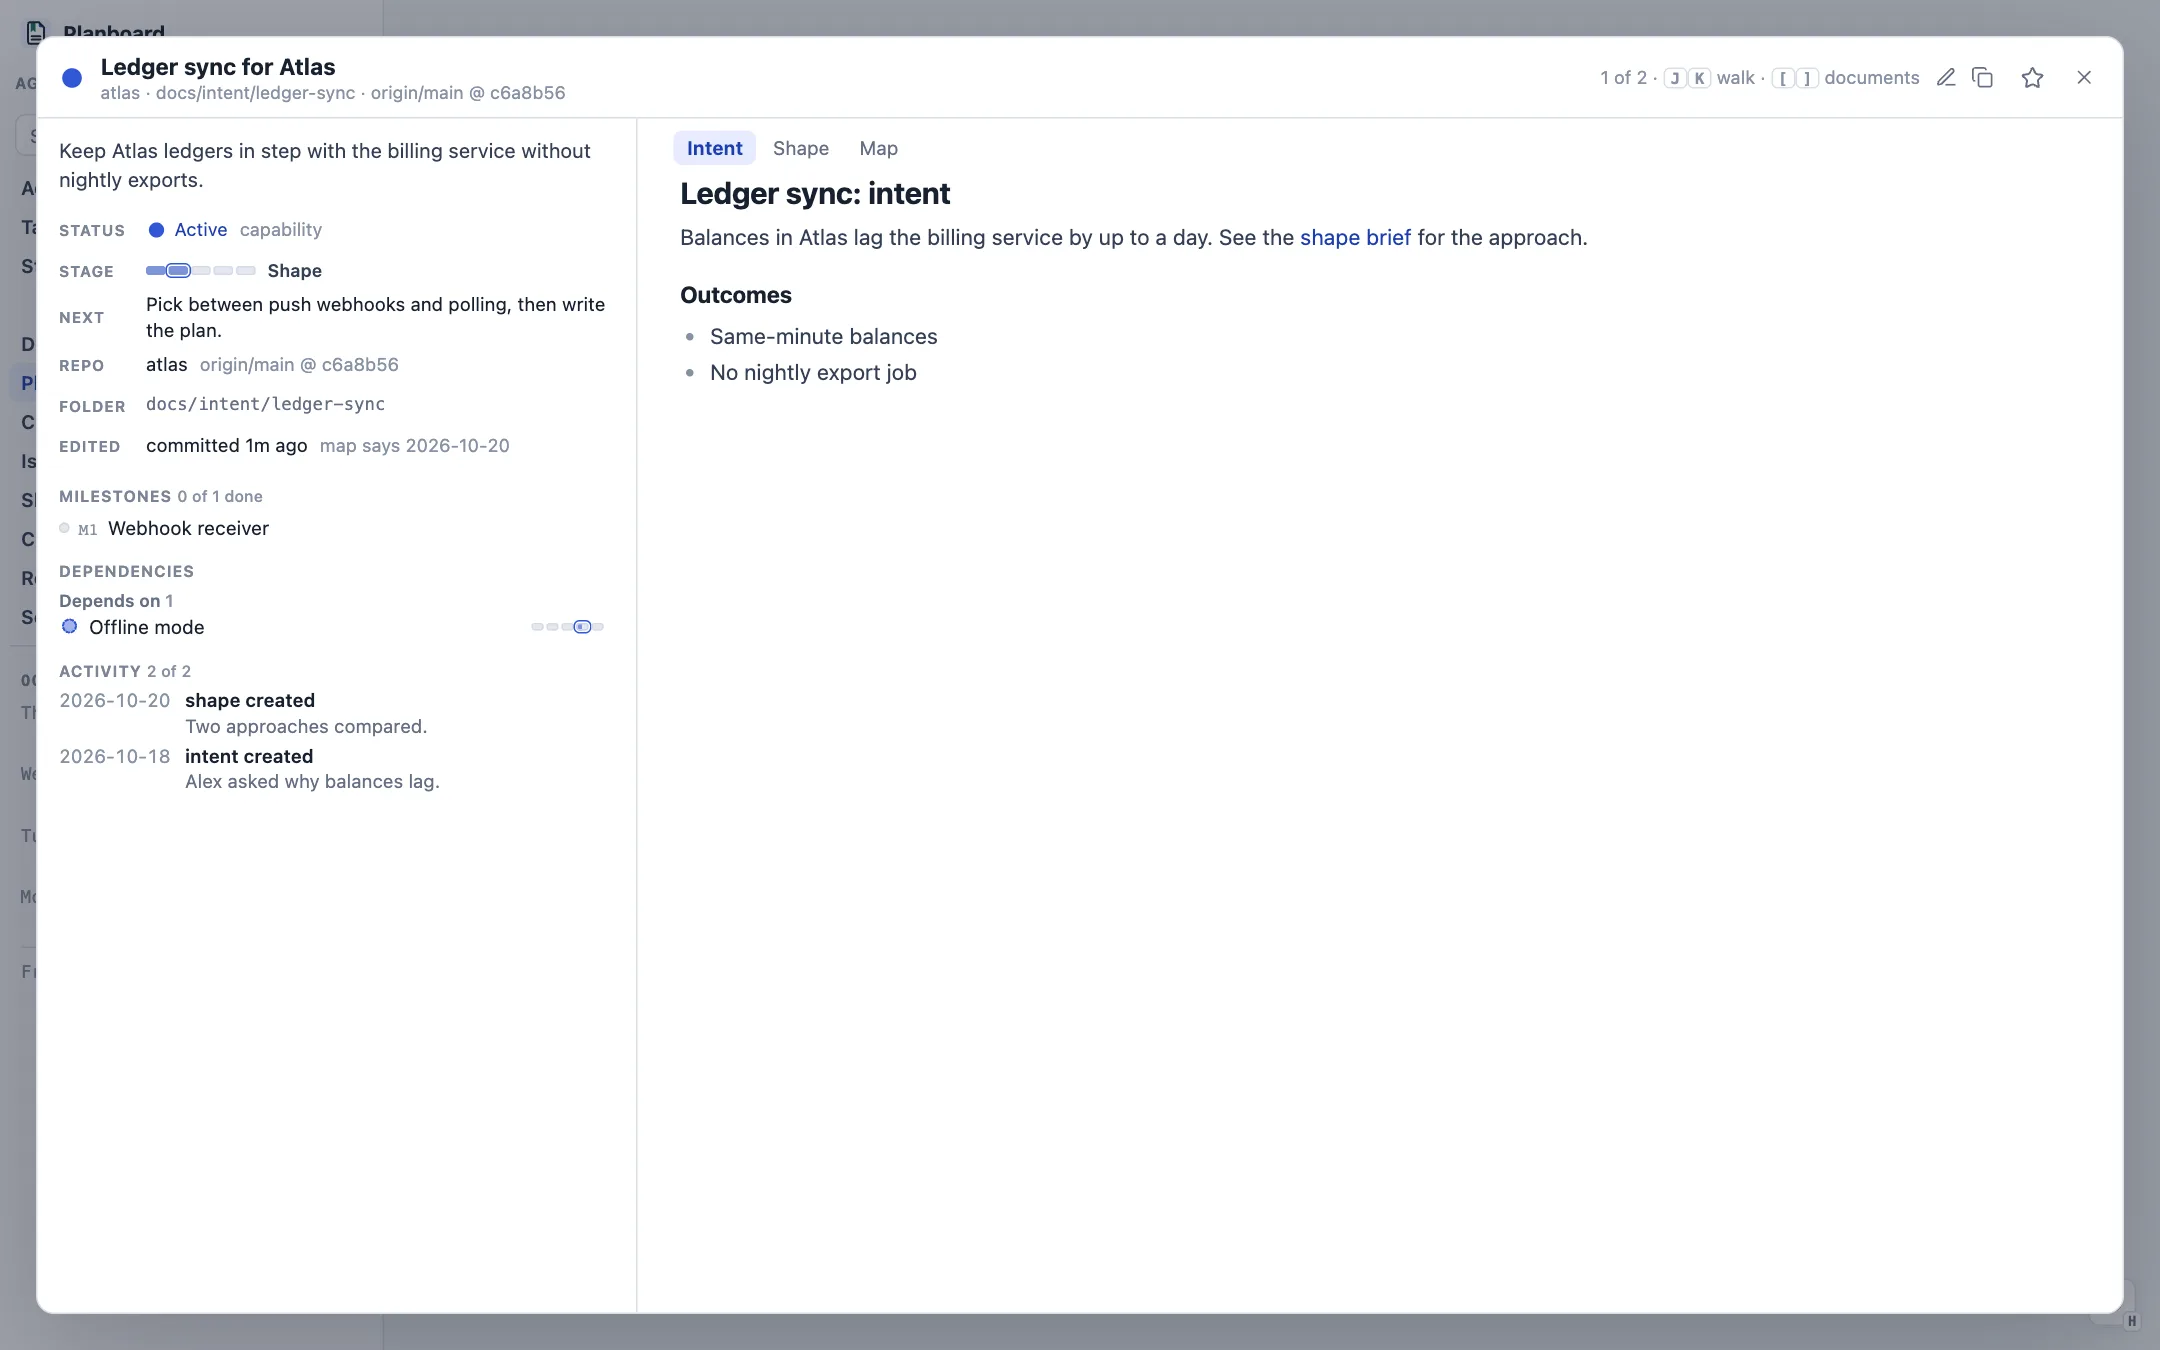 Planboard
Ledger sync for Atlas
atlas · docs/intent/ledger-sync · origin/main @ c6a8b56
1 of 2 · J K walk · [ ] documents
Keep Atlas ledgers in step with the billing service without
nightly exports.
STATUS Active capability
STAGE Shape
NEXT Pick between push webhooks and polling, then write
the plan.
REPO atlas origin/main @ c6a8b56
FOLDER docs/intent/ledger-sync
EDITED committed 1m ago map says 2026-10-20
MILESTONES 0 of 1 done
M1 Webhook receiver
DEPENDENCIES
Depends on 1
Offline mode
ACTIVITY 2 of 2
2026-10-20 shape created
Two approaches compared.
2026-10-18 intent created
Alex asked why balances lag.
Intent Shape Map
Ledger sync: intent
Balances in Atlas lag the billing service by up to a day. See the shape brief for the approach.
Outcomes
• Same-minute balances
• No nightly export job
H